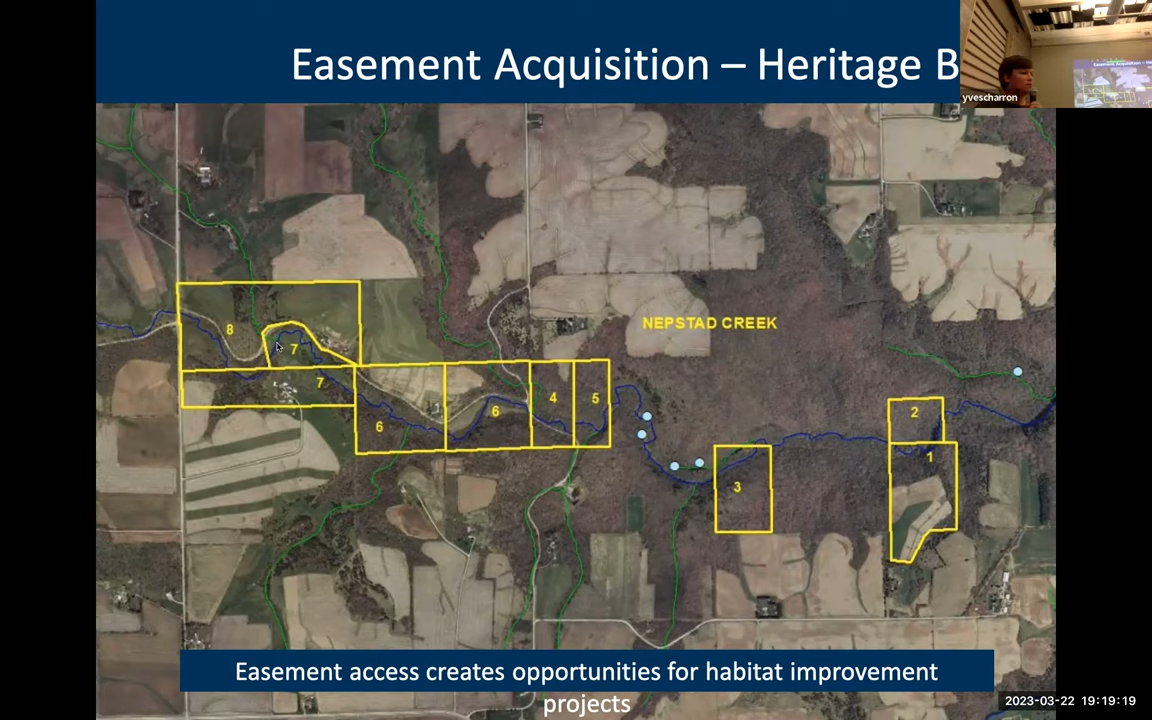 Easement Acquisition – Heritage B
yvescharron
NEPSTAD CREEK
8
7
7
6
6
4
5
3
2
1
Easement access creates opportunities for habitat improvement
projects
2023-03-22 19:19:19